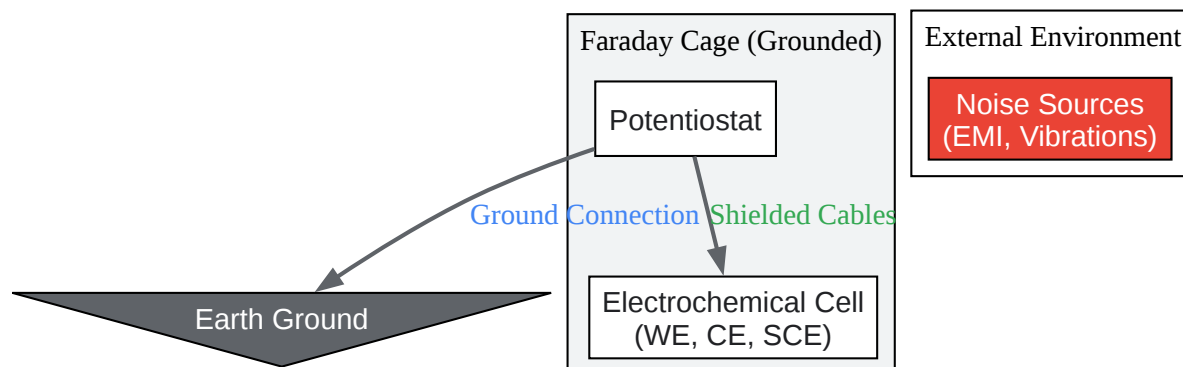 Faraday Cage (Grounded)
External Environment
Potentiostat
Noise Sources
(EMI, Vibrations)
Ground Connection
Shielded Cables
Earth Ground
Electrochemical Cell
(WE, CE, SCE)